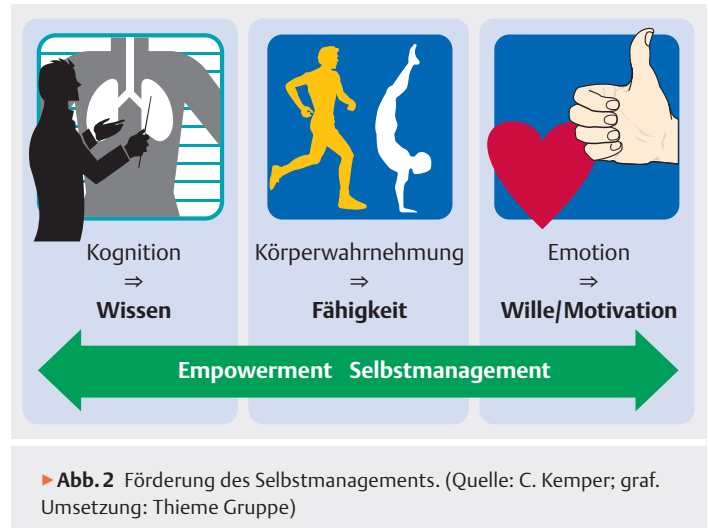 Kognition
⇒
Wissen
Körperwahrnehmung
⇒
Fähigkeit
Emotion
⇒
Wille/Motivation
Empowerment Selbstmanagement
▶ Abb. 2 Förderung des Selbstmanagements. (Quelle: C. Kemper; graf.
Umsetzung: Thieme Gruppe)